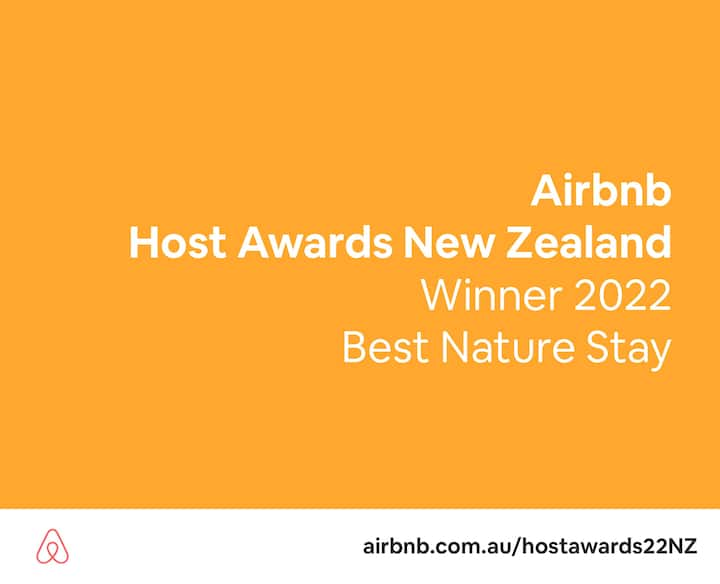 Airbnb
Host Awards New Zealand
Winner 2022
Best Nature Stay
airbnb.com.au/hostawards22NZ